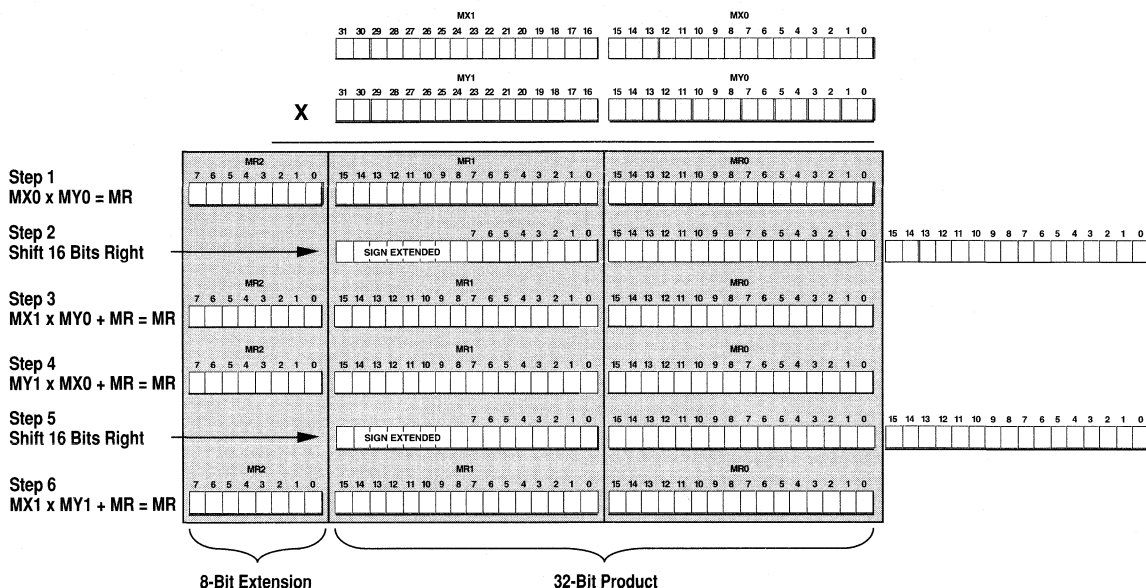 MX1 MX0
31 30 29 28 27 26 25 24 23 22 21 20 19 18 17 16 15 14 13 12 11 10 9 8 7 6 5 4 3 2 1 0
MY1 MY0
31 30 29 28 27 26 25 24 23 22 21 20 19 18 17 16 15 14 13 12 11 10 9 8 7 6 5 4 3 2 1 0
X
MR2 MR1 MR0
7 6 5 4 3 2 1 0 15 14 13 12 11 10 9 8 7 6 5 4 3 2 1 0 15 14 13 12 11 10 9 8 7 6 5 4 3 2 1 0
Step 1
MX0 x MY0 = MR
Step 2
7 6 5 4 3 2 1 0 15 14 13 12 11 10 9 8 7 6 5 4 3 2 1 0 15 14 13 12 11 10 9 8 7 6 5 4 3 2 1 0
Shift 16 Bits Right
SIGN EXTENDED
MR2 MR1 MR0
Step 3
7 6 5 4 3 2 1 0 15 14 13 12 11 10 9 8 7 6 5 4 3 2 1 0 15 14 13 12 11 10 9 8 7 6 5 4 3 2 1 0
MX1 x MY0 + MR = MR
MR2 MR1 MR0
Step 4
7 6 5 4 3 2 1 0 15 14 13 12 11 10 9 8 7 6 5 4 3 2 1 0 15 14 13 12 11 10 9 8 7 6 5 4 3 2 1 0
MY1 x MX0 + MR = MR
Step 5
7 6 5 4 3 2 1 0 15 14 13 12 11 10 9 8 7 6 5 4 3 2 1 0 15 14 13 12 11 10 9 8 7 6 5 4 3 2 1 0
Shift 16 Bits Right
SIGN EXTENDED
MR2 MR1 MR0
Step 6
7 6 5 4 3 2 1 0 15 14 13 12 11 10 9 8 7 6 5 4 3 2 1 0 15 14 13 12 11 10 9 8 7 6 5 4 3 2 1 0
MX1 x MY1 + MR = MR
8-Bit Extension 32-Bit Product